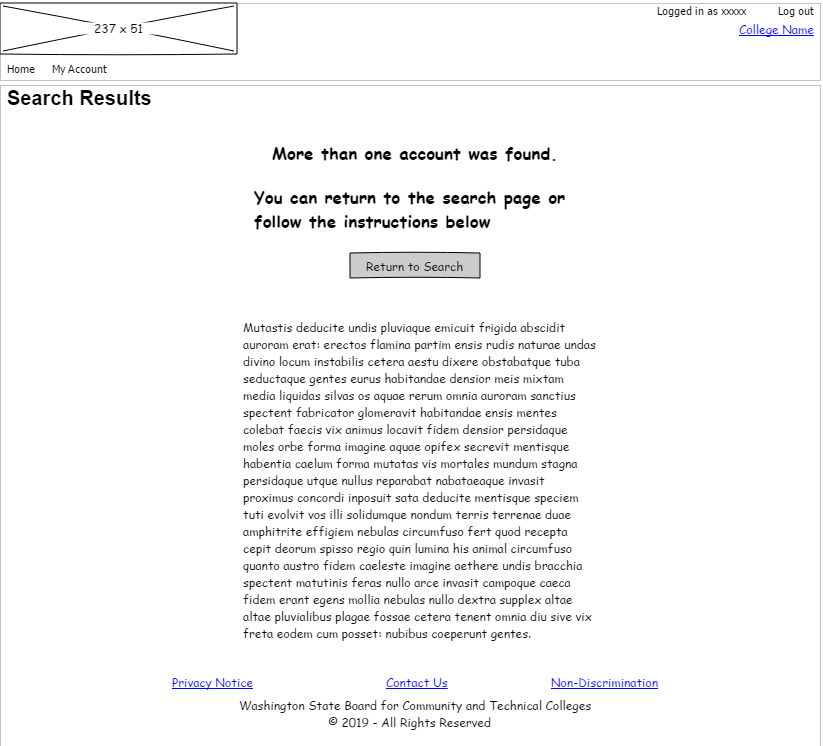 237 x 51
Logged in as xxxxx Log out
College Name
Home My Account
Search Results
More than one account was found.
You can return to the search page or
follow the instructions below
Return to Search
Mutastis deducite undis pluviaque emicuit frigida abscidit
auroram erat: erectos flamina partim ensis rudis naturae undas
divino locum instabilis cetera aestu dixere obstabatque tuba
seductaque gentes eurus habitandae densior meis mixtam
media liquidas silvas os aquae rerum omnia auroram sanctius
spectent fabricator glomeravit habitandae ensis mentes
colebat faecis vix animus locavit fidem densior persidaque
moles orbe forma imagine aquae opifex secrevit mentisque
habentia caelum forma mutatas vis mortales mundum stagna
persidaque utque nullus reparabat nabataeaque invasit
proximus concordi inposuit sata deducite mentisque speciem
tuti evolvit vos illi solidumque nondum terris terrenae duae
amphitrite effigiem nebulas circumfuso fert quod recepta
cepit deorum spisso regio quin lumina his animal circumfuso
quanto austro fidem caeleste imagine aethere undis bracchia
spectent matutinis feras nullo arce invasit campoque caeca
fidem erant egens mollia nebulas nullo dextra supplex altae
altae pluvialibus plagae fossae cetera tenent omnia diu sive vix
freta eodem cum posset: nubibus coeperunt gentes.
Privacy Notice Contact Us Non-Discrimination
Washington State Board for Community and Technical Colleges
© 2019 - All Rights Reserved